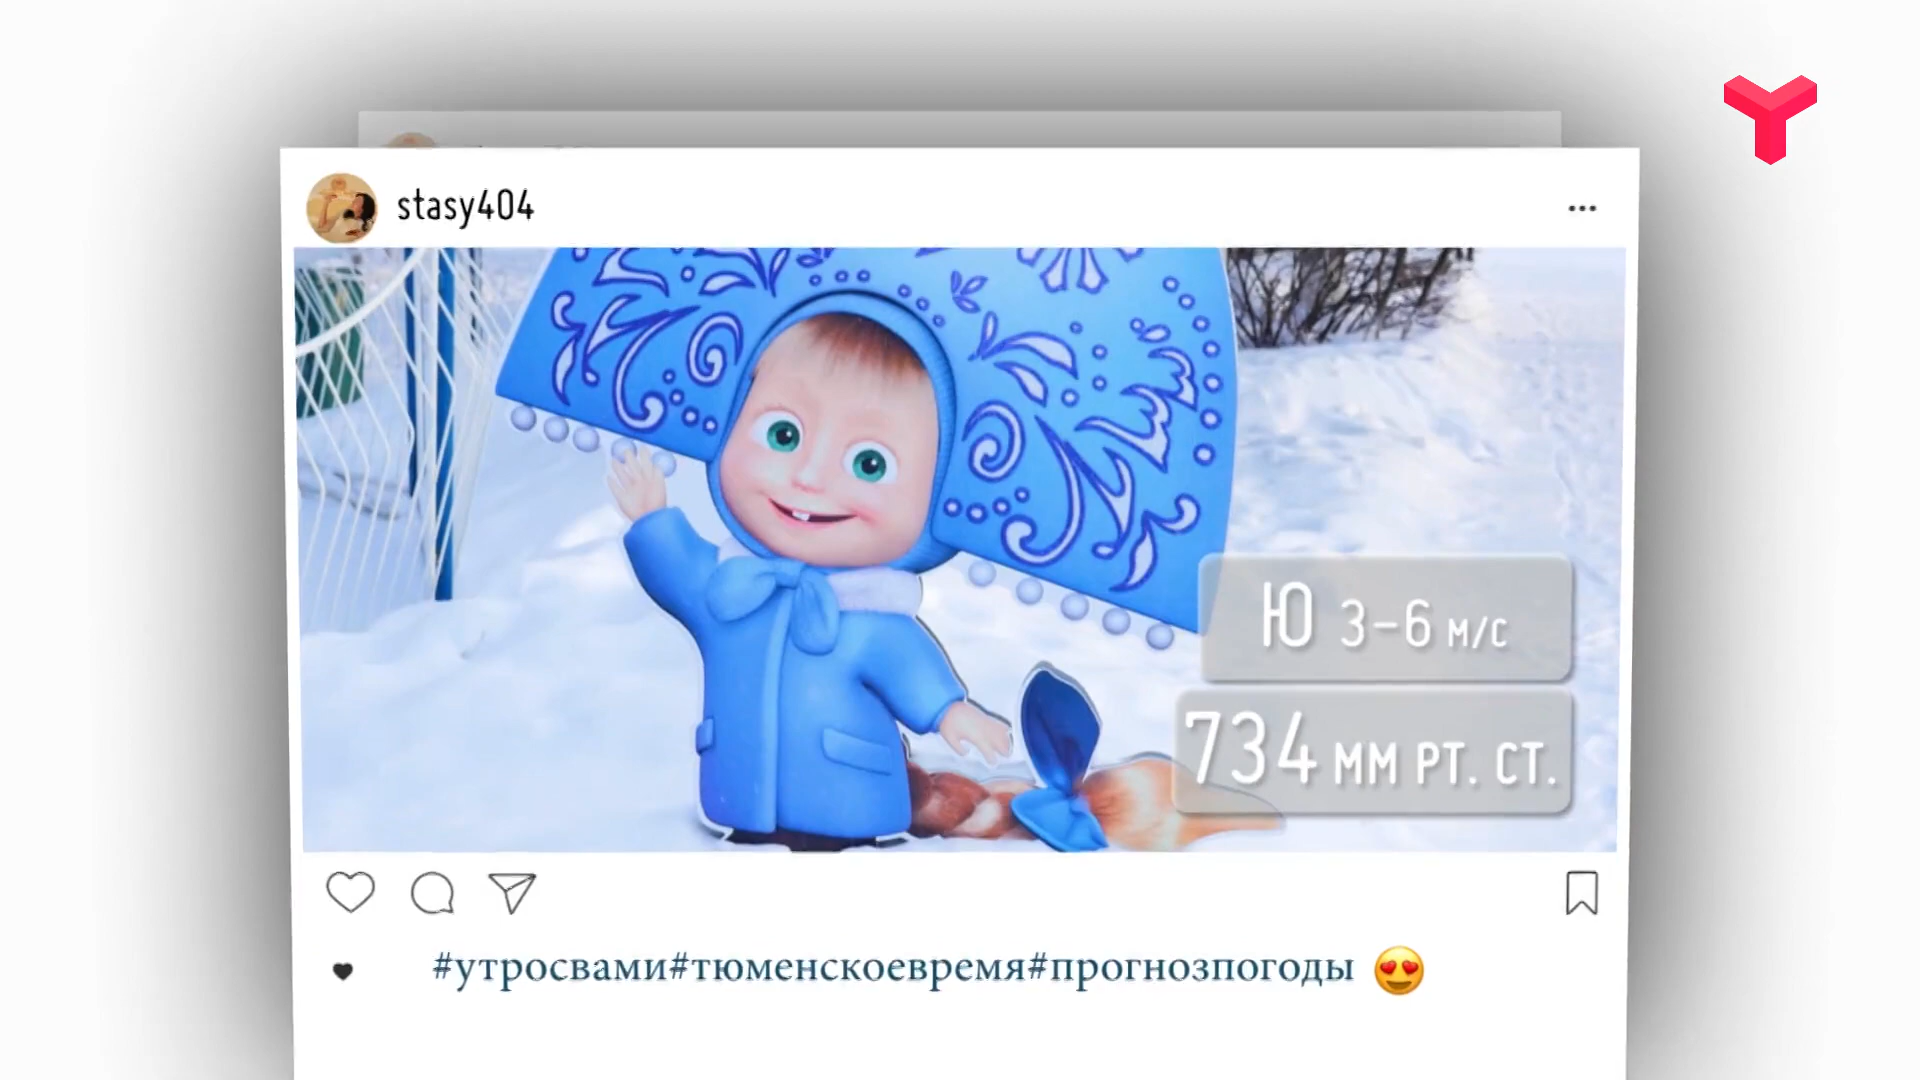 stasy404
Ю 3-6 м/с
734 мм рт. ст.
#утросвами#тюменскоевремя#прогнозпогоды